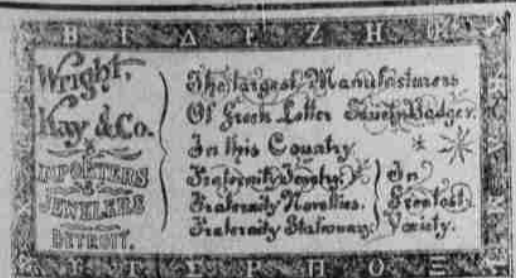 B Γ Δ E Z H Θ
Wright,
Kay & Co.
IMPORTERS
&
JEWELERS
DETROIT.
The Largest Manufacturers
Of Greek Letter Society Badges
In this Country.
Fraternity Jewelry.
Fraternity Novelties.
Fraternity Stationary.
In
Greatest
Variety.
Υ Τ Σ Ρ Π Ο Ξ